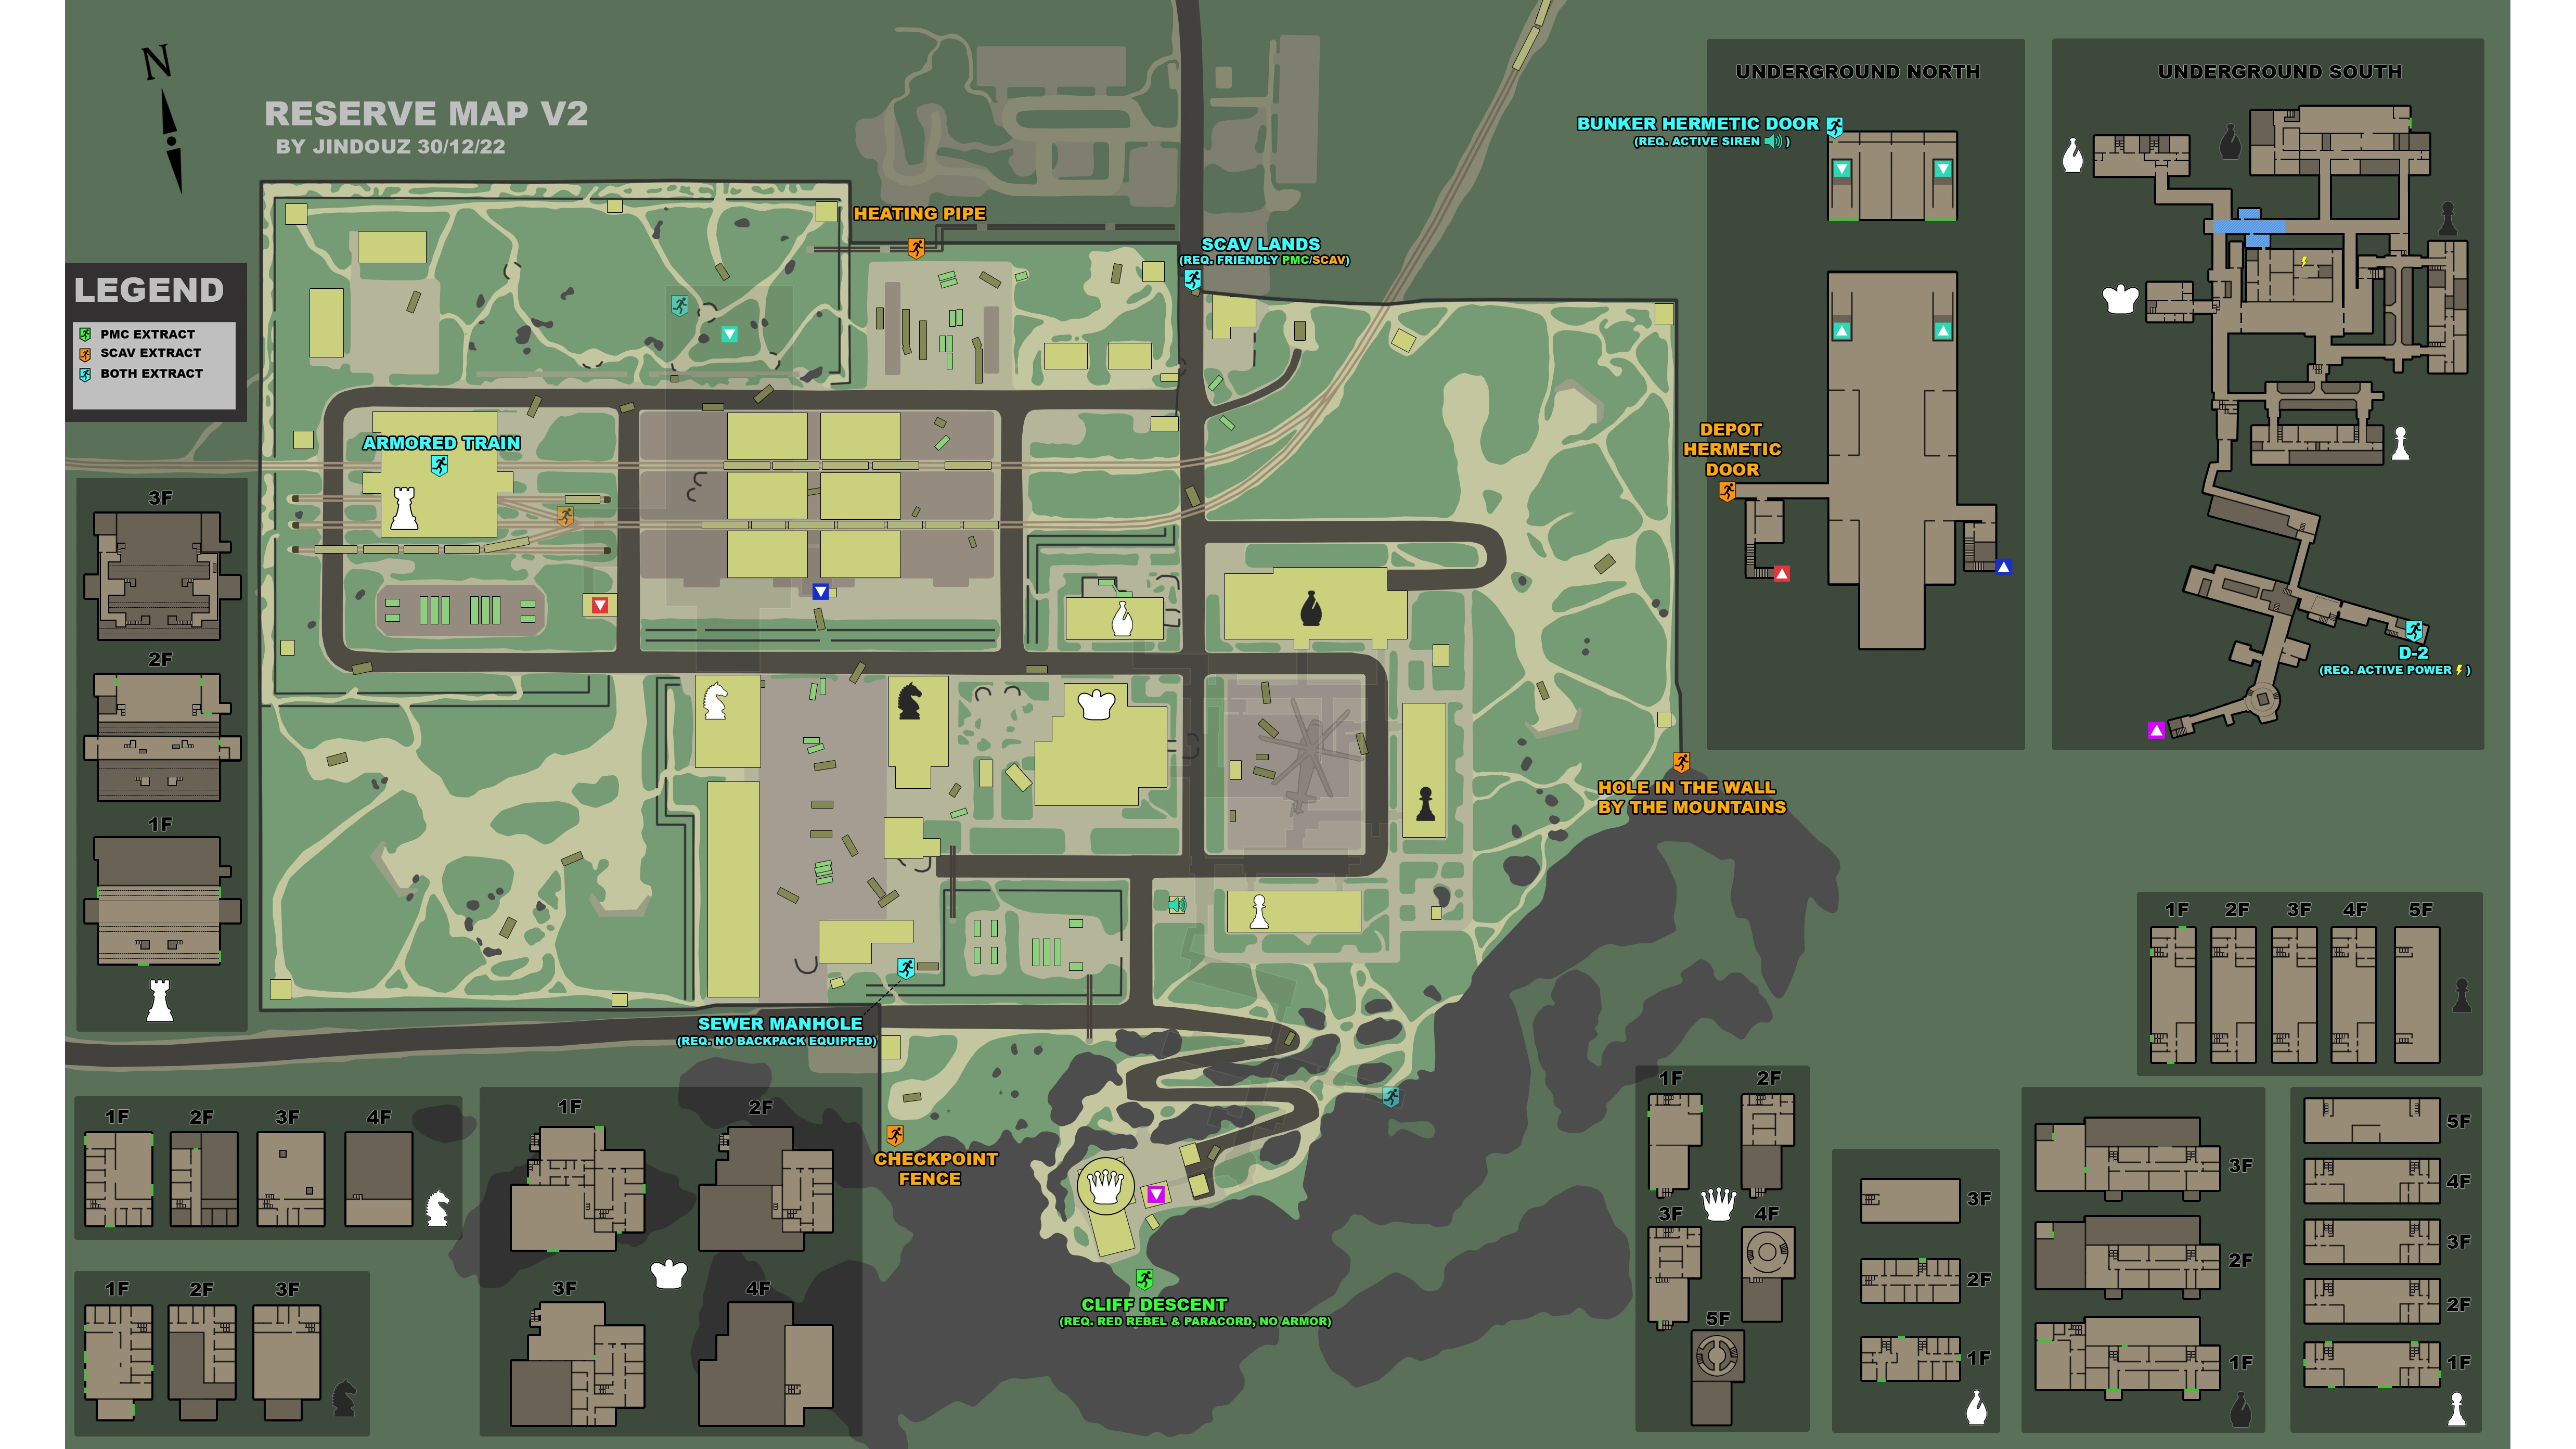 N
RESERVE MAP V2
BY JINDOUZ 30/12/22
LEGEND
PMC EXTRACT
SCAV EXTRACT
BOTH EXTRACT
HEATING PIPE
SCAV LANDS
(REQ. FRIENDLY PMC/SCAV)
ARMORED TRAIN
UNDERGROUND NORTH
BUNKER HERMETIC DOOR
(REQ. ACTIVE SIREN )
DEPOT
HERMETIC
DOOR
UNDERGROUND SOUTH
D-2
(REQ. ACTIVE POWER )
HOLE IN THE WALL
BY THE MOUNTAINS
SEWER MANHOLE
(REQ. NO BACKPACK EQUIPPED)
CHECKPOINT
FENCE
CLIFF DESCENT
(REQ. RED REBEL & PARACORD, NO ARMOR)
3F
2F
1F
1F 2F 3F 4F
1F 2F 3F
1F 2F
3F 4F
1F 2F
3F 4F
5F
3F
2F
1F
3F
2F
1F
1F 2F 3F 4F 5F
5F
4F
3F
2F
1F